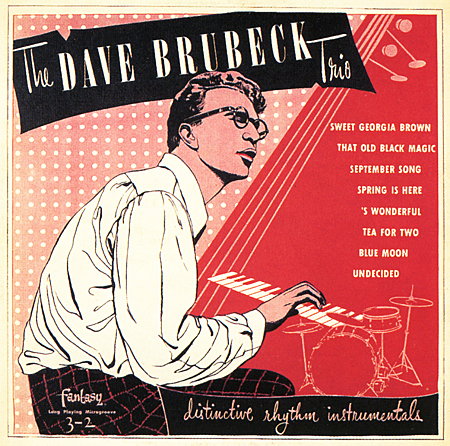 The DAVE BRUBECK Trio
SWEET GEORGIA BROWN
THAT OLD BLACK MAGIC
SEPTEMBER SONG
SPRING IS HERE
'S WONDERFUL
TEA FOR TWO
BLUE MOON
UNDECIDED
Fantasy
Long Playing Microgroove
3-2
distinctive rhythm instrumentals